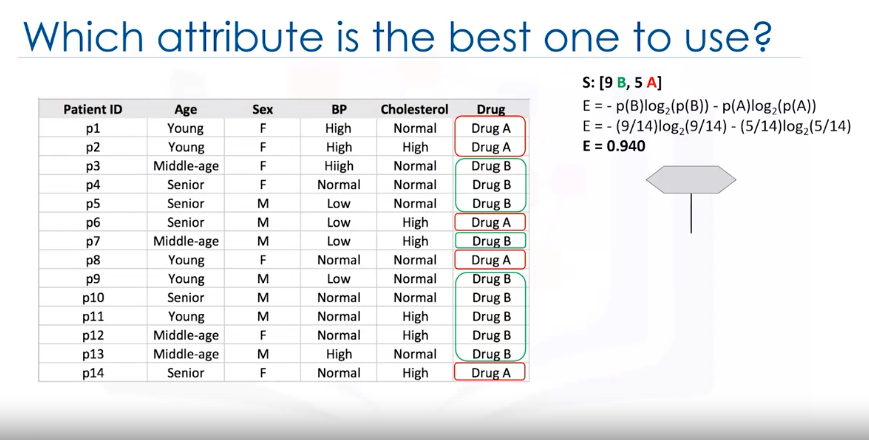 Which attribute is the best one to use?
S: [9 B, 5 A]
E = - p(B)log₂(p(B)) - p(A)log₂(p(A))
E = - (9/14)log₂(9/14) - (5/14)log₂(5/14)
E = 0.940
Patient ID Age Sex BP Cholesterol Drug
p1 Young F High Normal Drug A
p2 Young F High High Drug A
p3 Middle-age F Hiigh Normal Drug B
p4 Senior F Normal Normal Drug B
p5 Senior M Low Normal Drug B
p6 Senior M Low High Drug A
p7 Middle-age M Low High Drug B
p8 Young F Normal Normal Drug A
p9 Young M Low Normal Drug B
p10 Senior M Normal Normal Drug B
p11 Young M Normal High Drug B
p12 Middle-age F Normal High Drug B
p13 Middle-age M High Normal Drug B
p14 Senior F Normal High Drug A